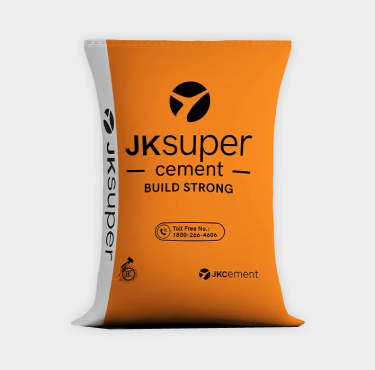 JKsuper
cement
BUILD STRONG
Toll Free No.:
1800-266-4606
JKCement
JKsuper